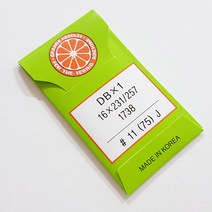 DB×1
16×231/257
1738
# 11 (75) J
MADE IN KOREA